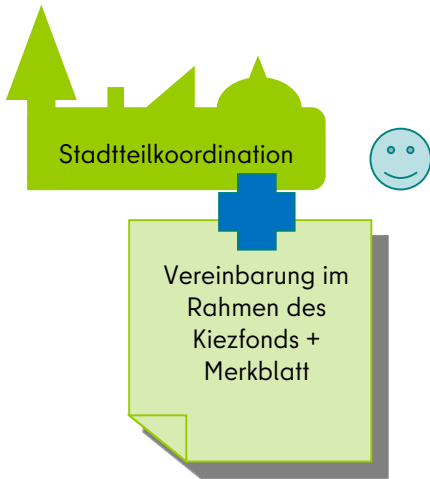 Stadtteilkoordination
Vereinbarung im
Rahmen des
Kiezfonds +
Merkblatt